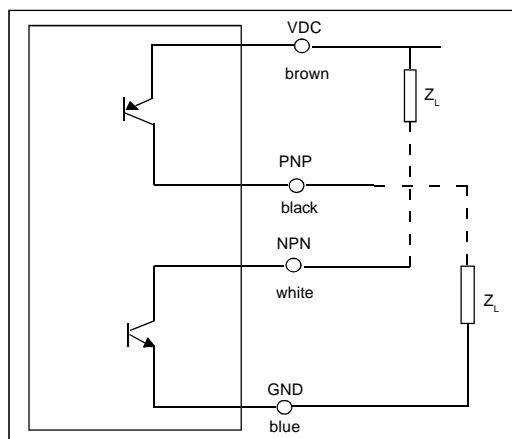 VDC
brown
Z_L
PNP
black
NPN
white
Z_L
GND
blue